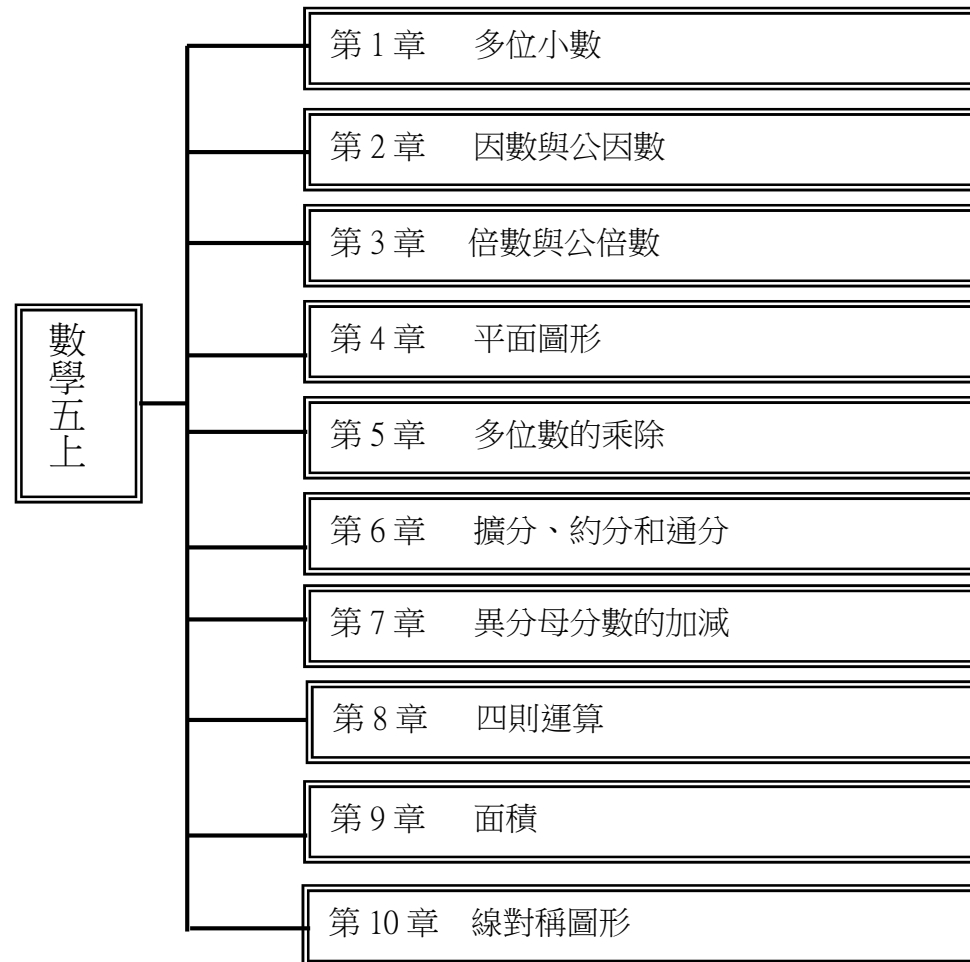 數學五上
第 1 章 多位小數
第 2 章 因數與公因數
第 3 章 倍數與公倍數
第 4 章 平面圖形
第 5 章 多位數的乘除
第 6 章 擴分、約分和通分
第 7 章 異分母分數的加減
第 8 章 四則運算
第 9 章 面積
第 10 章 線對稱圖形